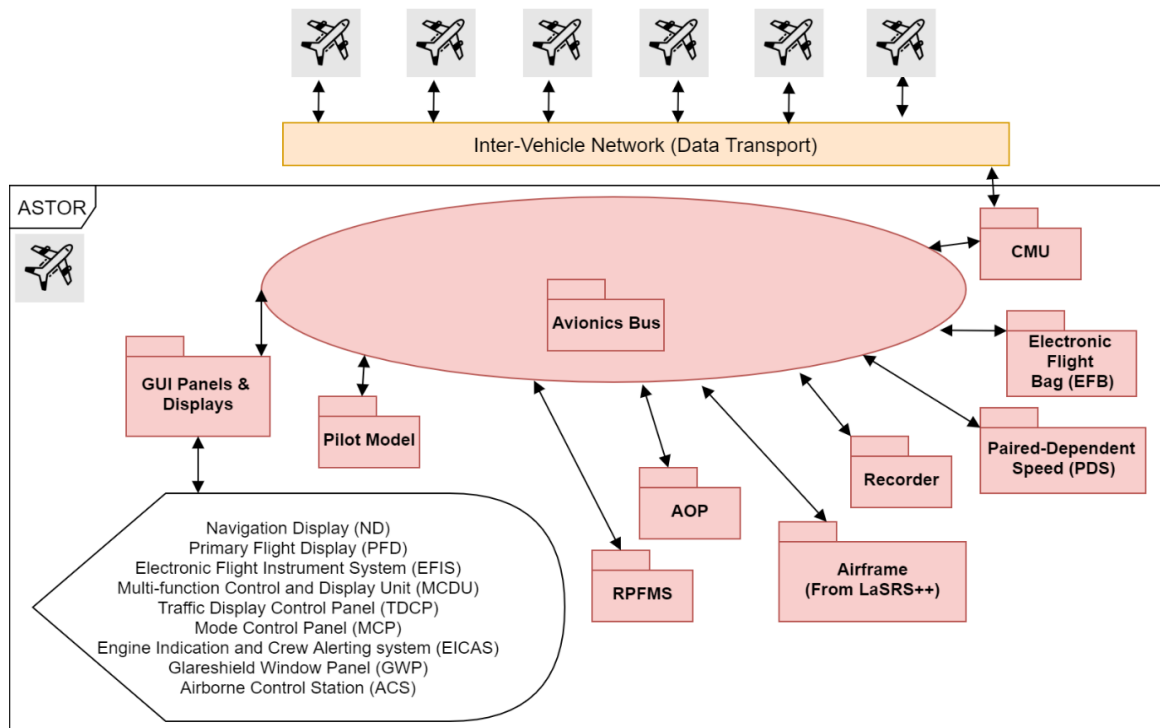 Inter-Vehicle Network (Data Transport)
ASTOR
CMU
Avionics Bus
Electronic
Flight
Bag (EFB)
GUI Panels &
Displays
Pilot Model
Paired-Dependent
Speed (PDS)
Recorder
AOP
Airframe
(From LaSRS++)
RPFMS
Navigation Display (ND)
Primary Flight Display (PFD)
Electronic Flight Instrument System (EFIS)
Multi-function Control and Display Unit (MCDU)
Traffic Display Control Panel (TDCP)
Mode Control Panel (MCP)
Engine Indication and Crew Alerting system (EICAS)
Glareshield Window Panel (GWP)
Airborne Control Station (ACS)